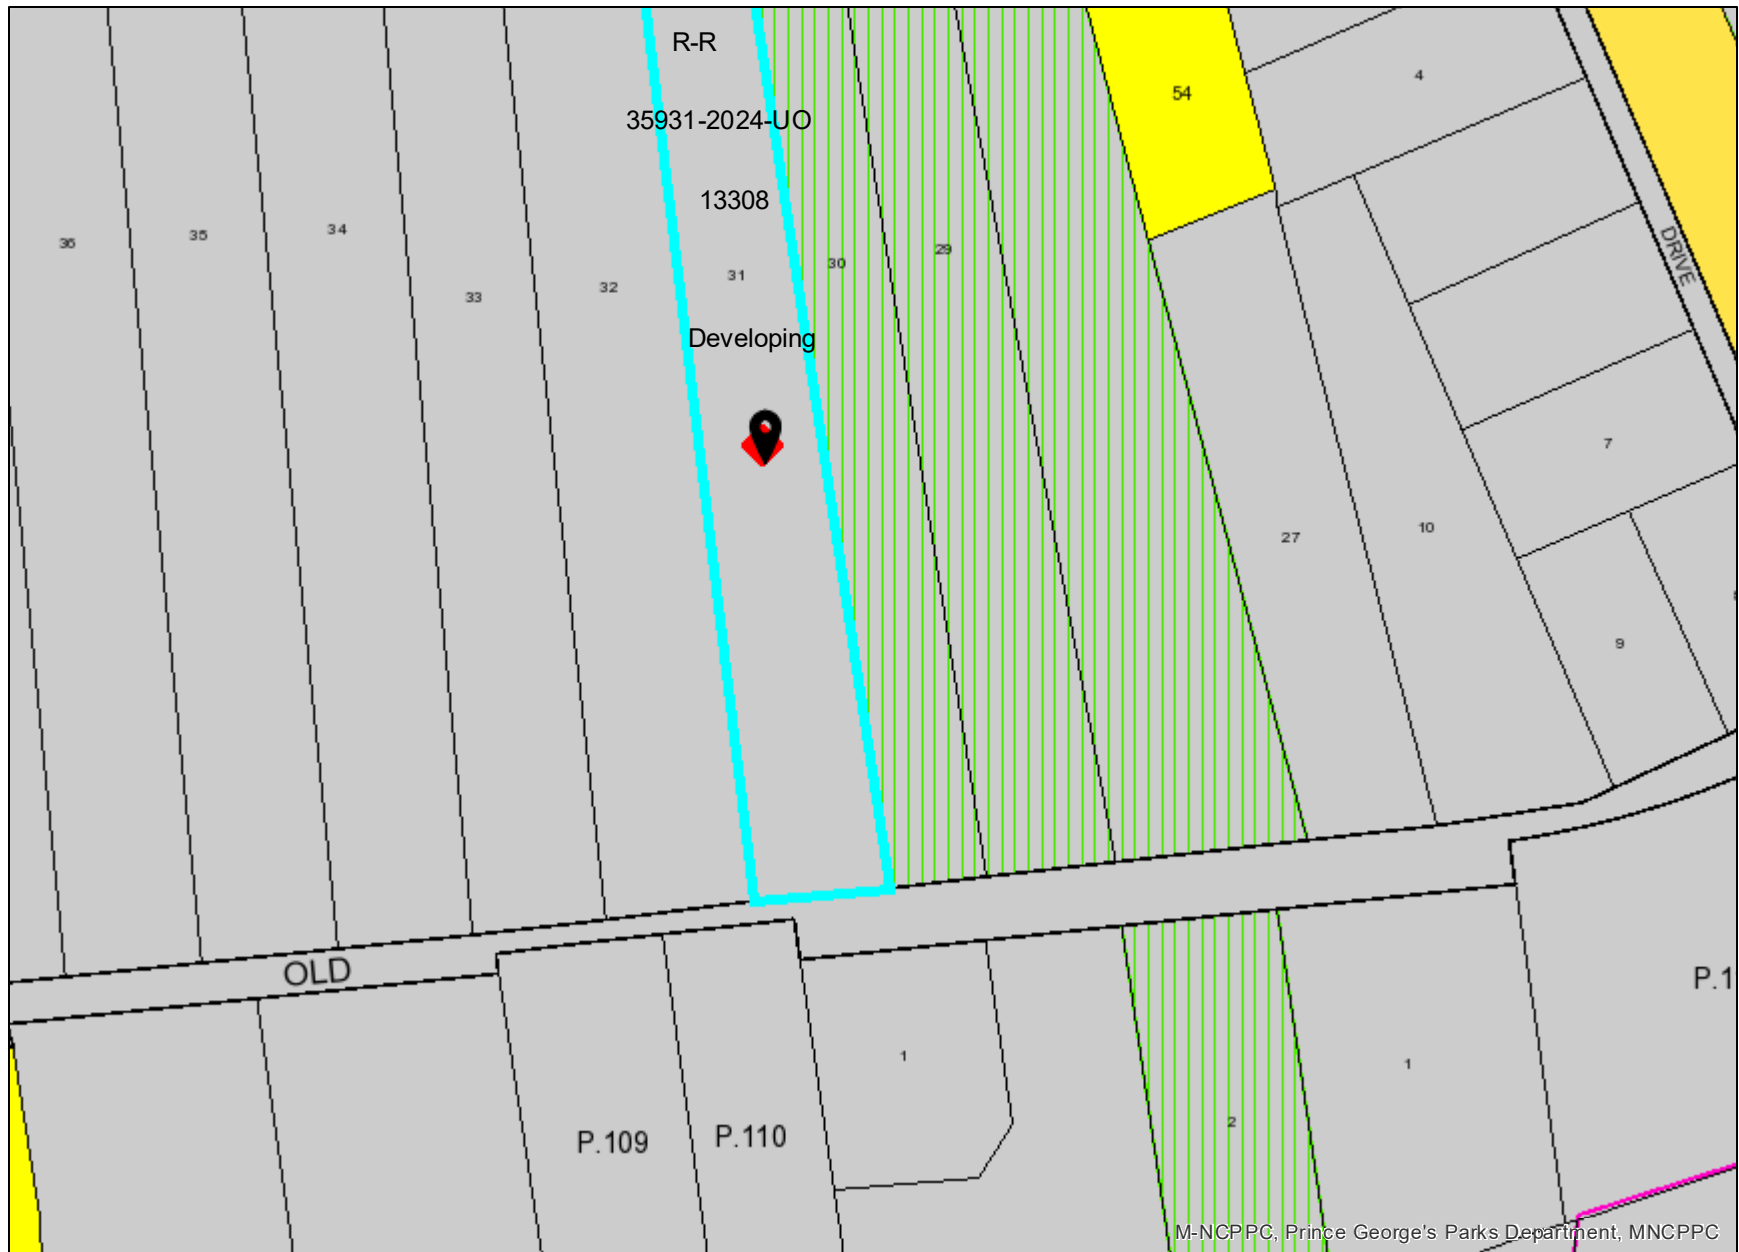 R-R
54
4
35931-2024-UO
13308
36
35
34
33
32
31
30
29
DRIVE
Developing
7
27
10
9
OLD
P.1
1
1
2
P.109
P.110
M-NCPPC, Prince George's Parks Department, MNCPPC